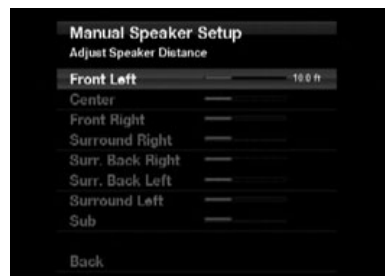 Manual Speaker Setup
Adjust Speaker Distance
Front Left 10.0 ft
Center
Front Right
Surround Right
Surr. Back Right
Surr. Back Left
Surround Left
Sub
Back